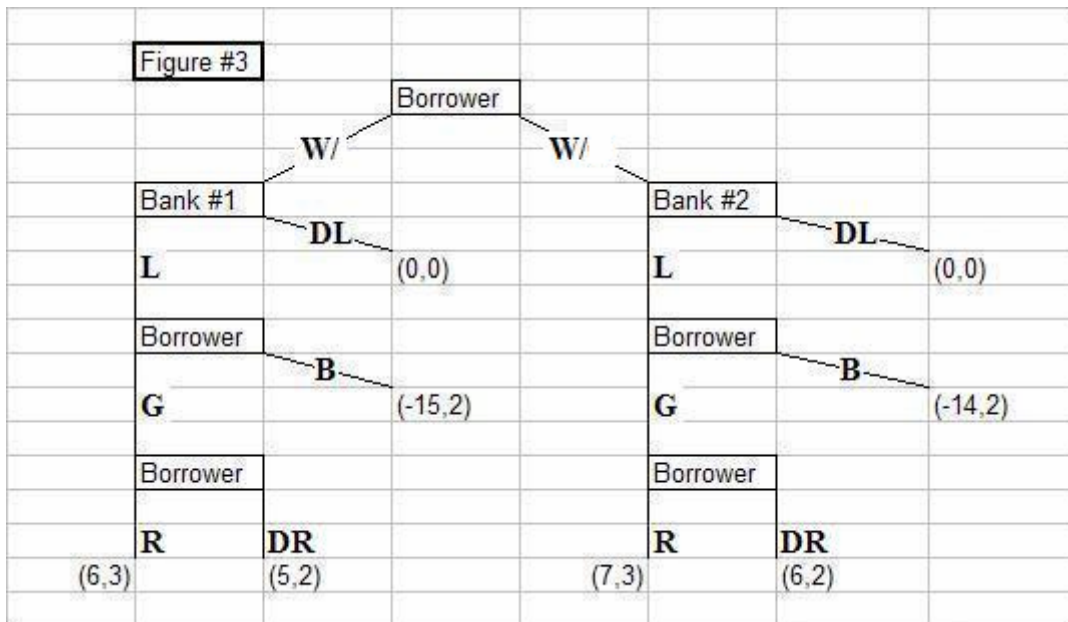 Figure #3
Borrower
W/ W/
Bank #1 Bank #2
DL DL
L (0,0) L (0,0)
Borrower Borrower
B B
G (-15,2) G (-14,2)
Borrower Borrower
R DR R DR
(6,3) (5,2) (7,3) (6,2)